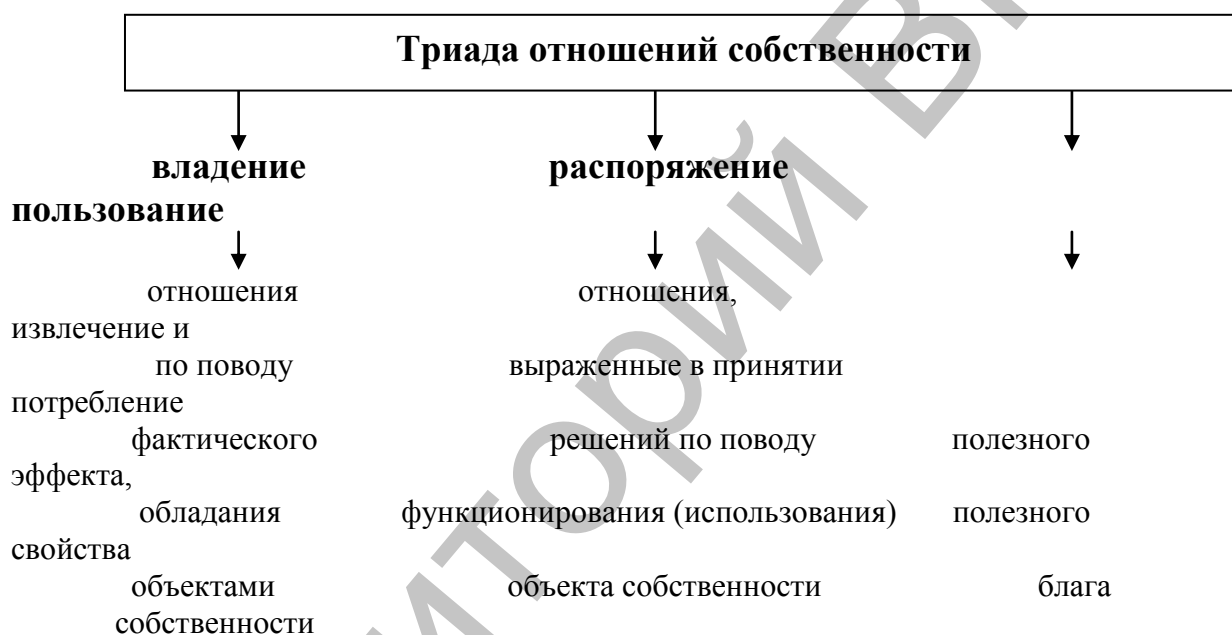 Триада отношений собственности
владение распоряжение
пользование
отношения отношения,
извлечение и
по поводу выраженные в принятии
потребление
фактического решений по поводу полезного
эффекта,
обладания функционирования (использования) полезного
свойства
объектами объекта собственности блага
собственности